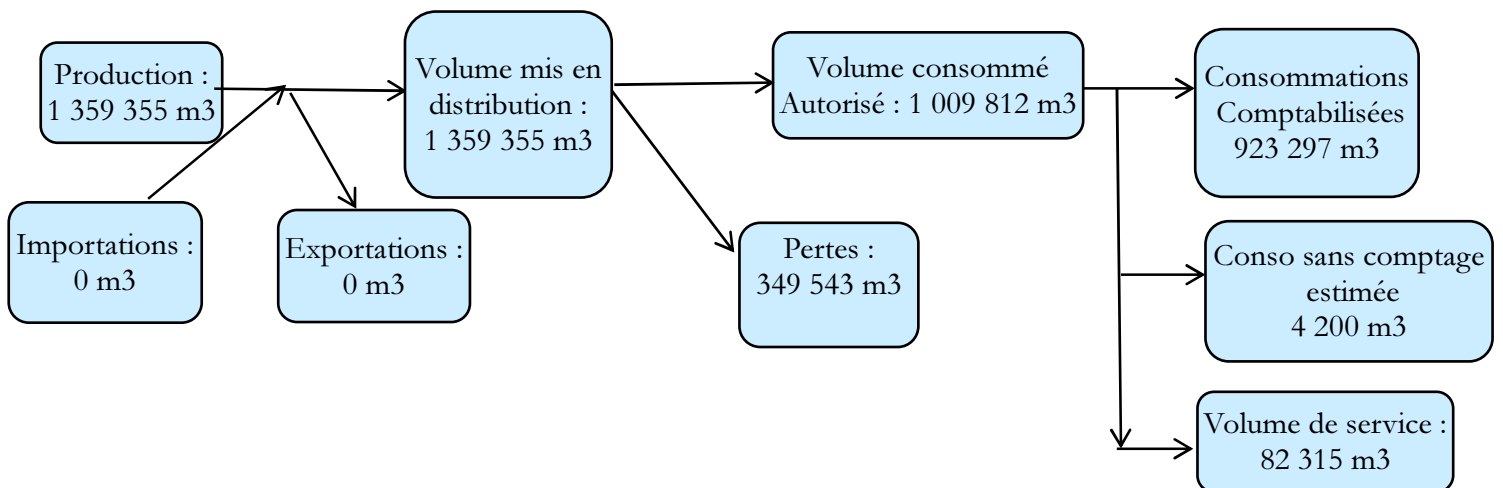 Production :
1 359 355 m3
Volume mis en
distribution :
1 359 355 m3
Volume consommé
Autorisé : 1 009 812 m3
Consommations
Comptabilisées
923 297 m3
Importations :
0 m3
Exportations :
0 m3
Pertes :
349 543 m3
Conso sans comptage
estimée
4 200 m3
Volume de service :
82 315 m3